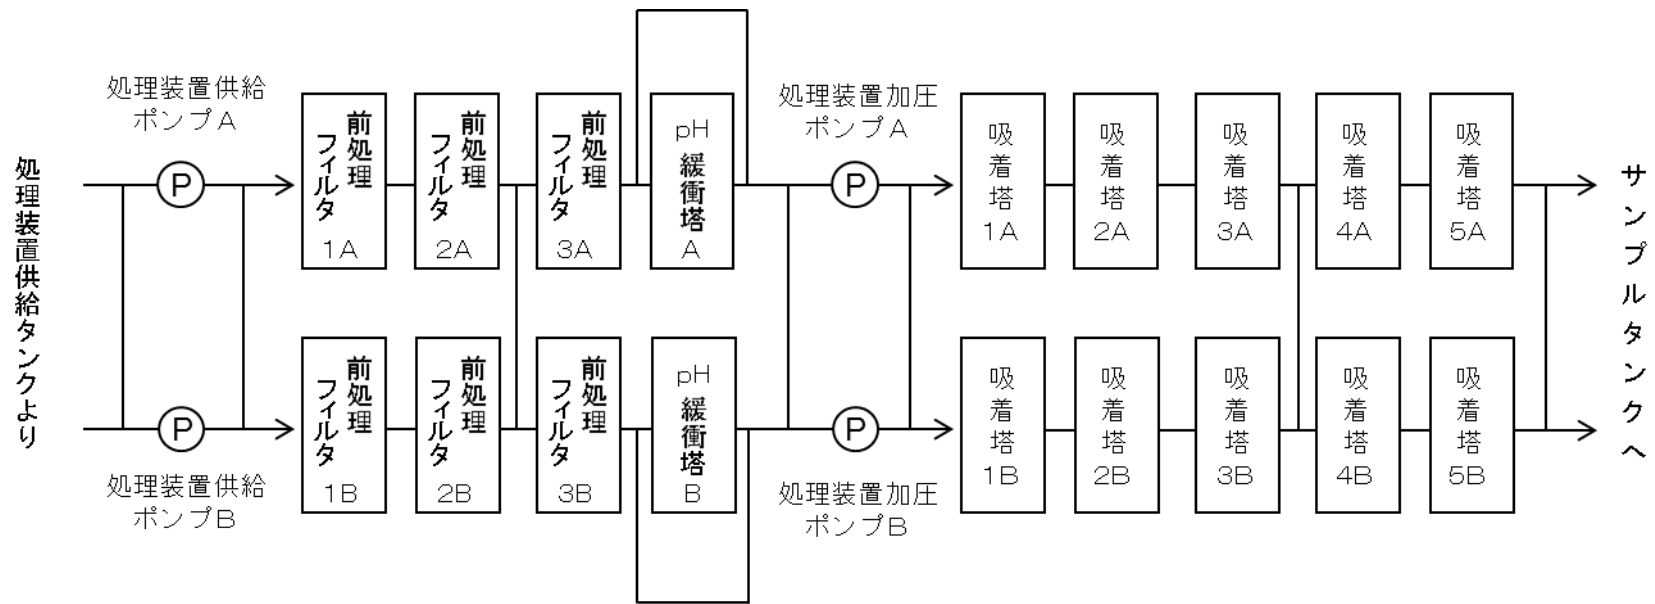 処理装置供給タンクより
処理装置供給
ポンプA
P
前処理
フィルタ
1A
前処理
フィルタ
2A
前処理
フィルタ
3A
pH
緩衝塔
A
処理装置加圧
ポンプA
P
吸着塔
1A
吸着塔
2A
吸着塔
3A
吸着塔
4A
吸着塔
5A
サンプルタンクへ
P
処理装置供給
ポンプB
前処理
フィルタ
1B
前処理
フィルタ
2B
前処理
フィルタ
3B
pH
緩衝塔
B
P
処理装置加圧
ポンプB
吸着塔
1B
吸着塔
2B
吸着塔
3B
吸着塔
4B
吸着塔
5B